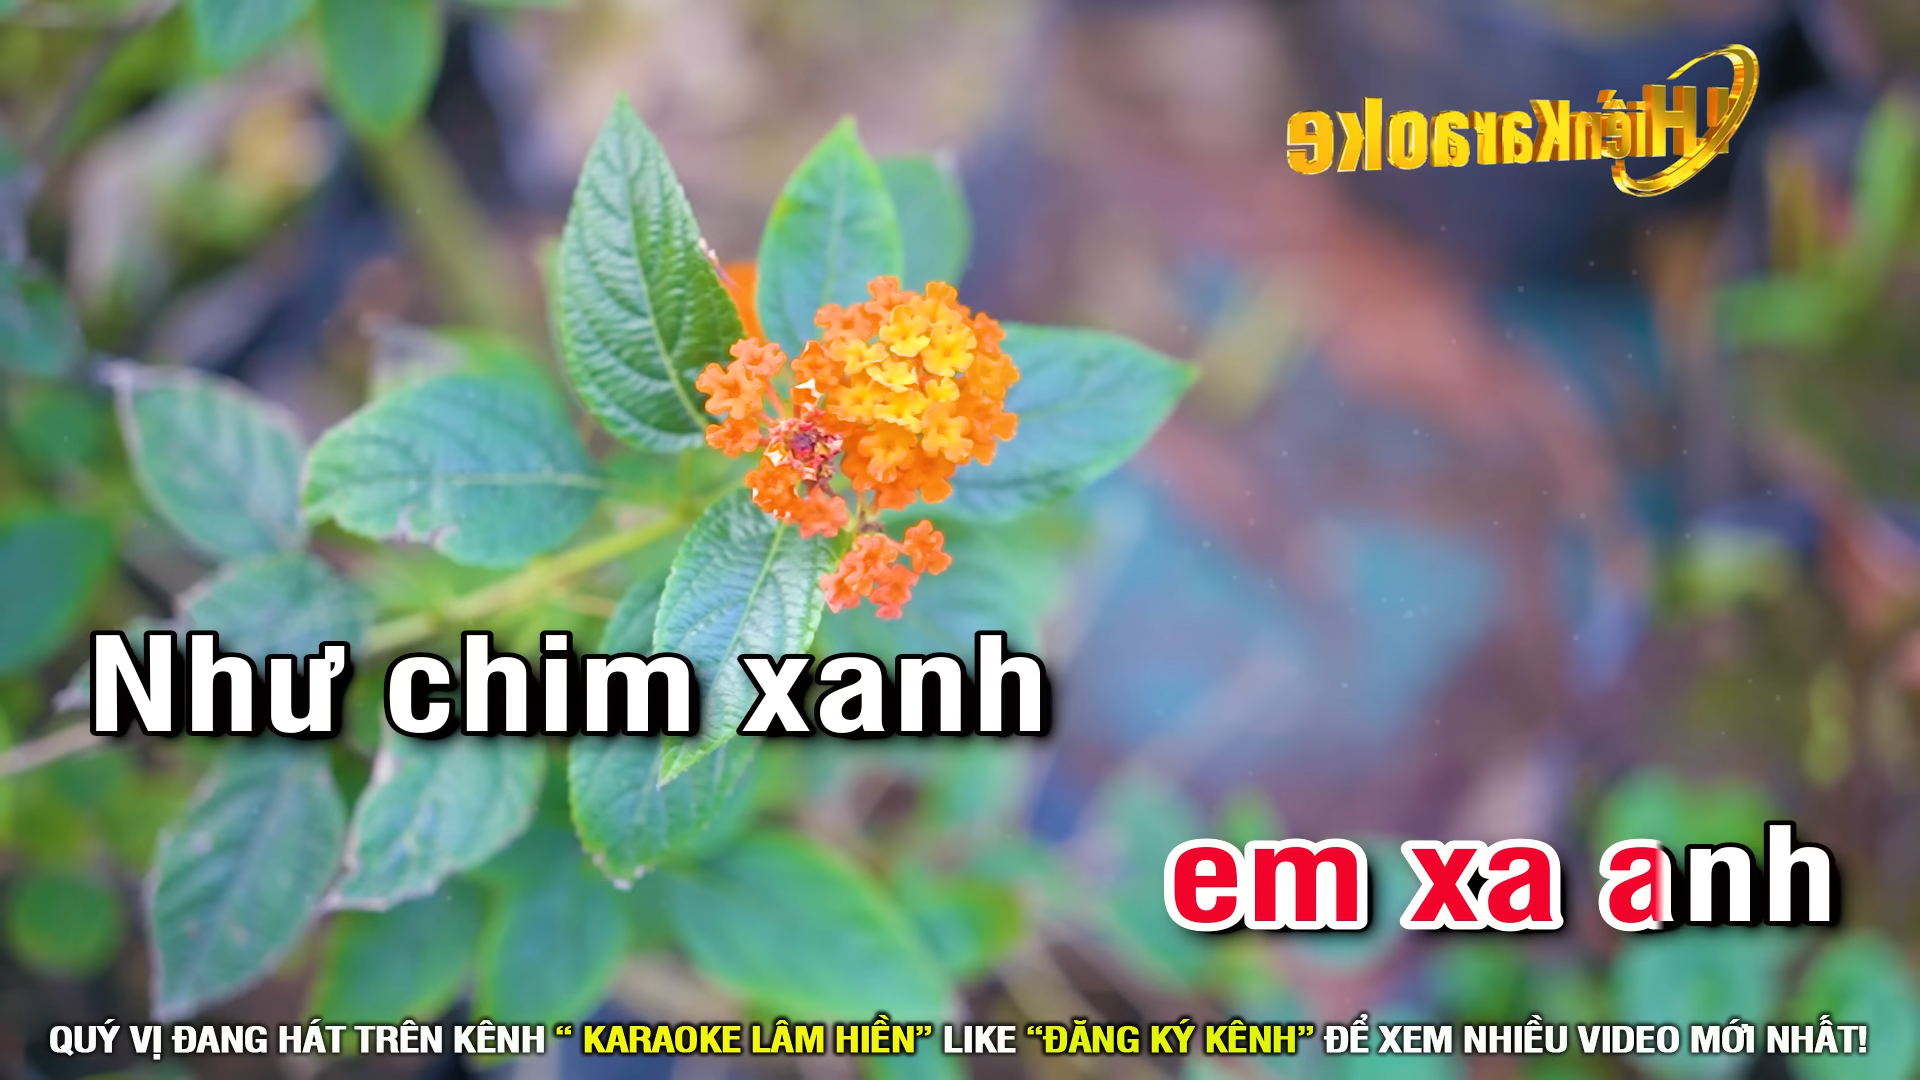 HiềnKaraoke
Như chim xanh
em xa anh
QUÝ VỊ ĐANG HÁT TRÊN KÊNH “ KARAOKE LÂM HIỀN” LIKE “ĐĂNG KÝ KÊNH” ĐỂ XEM NHIỀU VIDEO MỚI NHẤT!